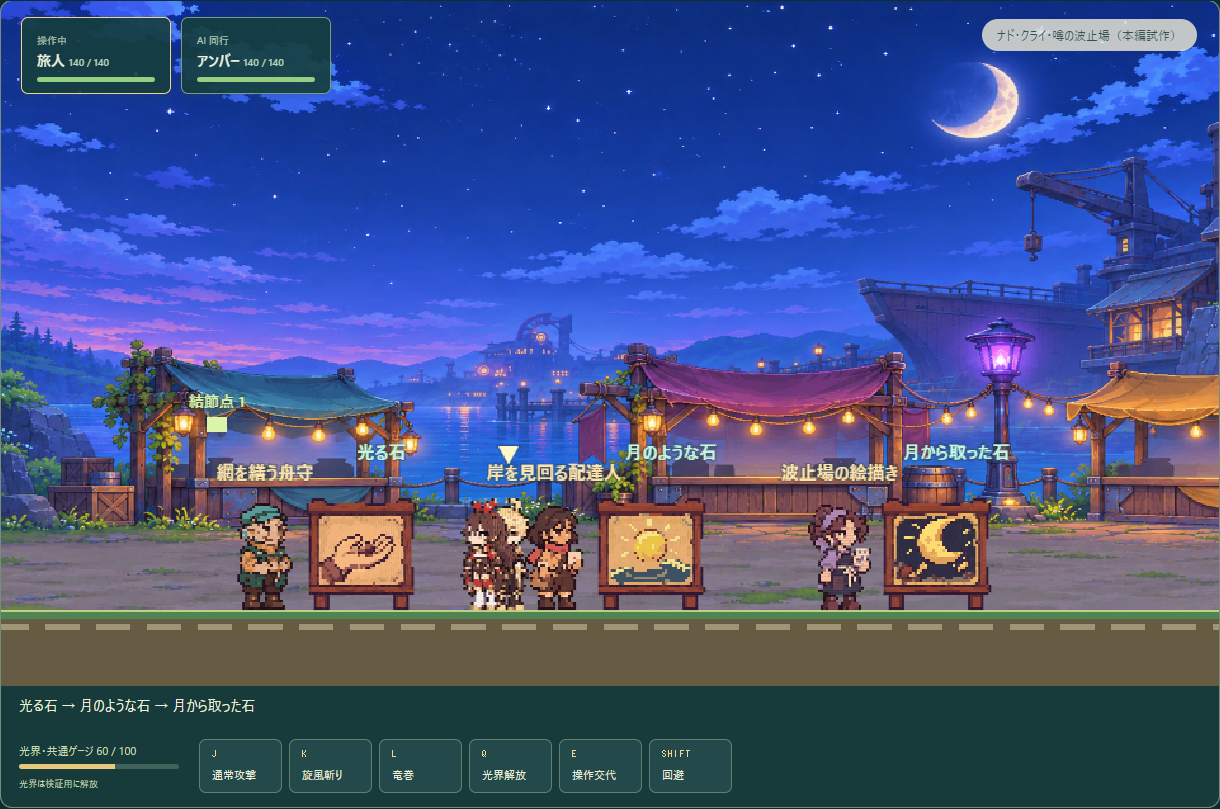 操作中
旅人 140 / 140
AI 同行
アンバー 140 / 140
ナド・クライ・噂の波止場（本編試作）
結節点 1
光る石
網を繕う舟守
岸を見回る配達人
月のような石
波止場の絵描き
月から取った石
光る石 → 月のような石 → 月から取った石
光界・共通ゲージ 60 / 100
光界は検証用に解放
J
通常攻撃
K
旋風斬り
L
竜巻
Q
光界解放
E
操作交代
SHIFT
回避